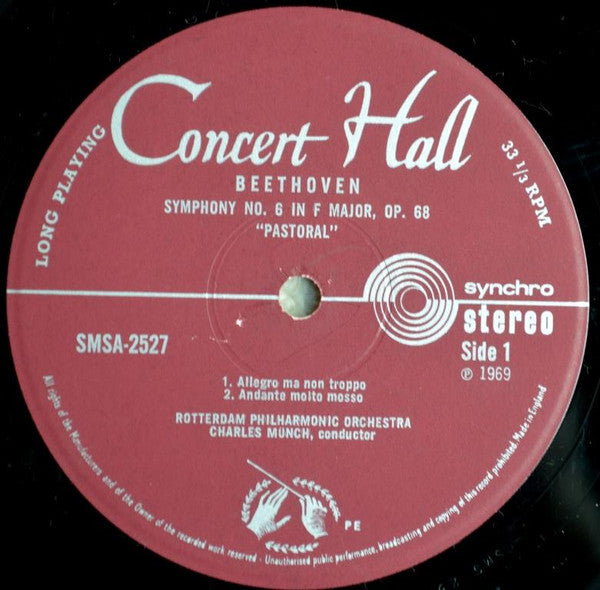 Concert Hall
LONG PLAYING
33 1/3 RPM
BEETHOVEN
SYMPHONY NO. 6 IN F MAJOR, OP. 68
"PASTORAL"
synchro
stereo
SMSA-2527
Side 1
℗ 1969
1. Allegro ma non troppo
2. Andante molto mosso
ROTTERDAM PHILHARMONIC ORCHESTRA
CHARLES MUNCH, conductor
PE
All rights of the Manufacturers, and of the Owner of the recorded work reserved - Unauthorised public performance, broadcasting and copying of this record prohibited. Made in England